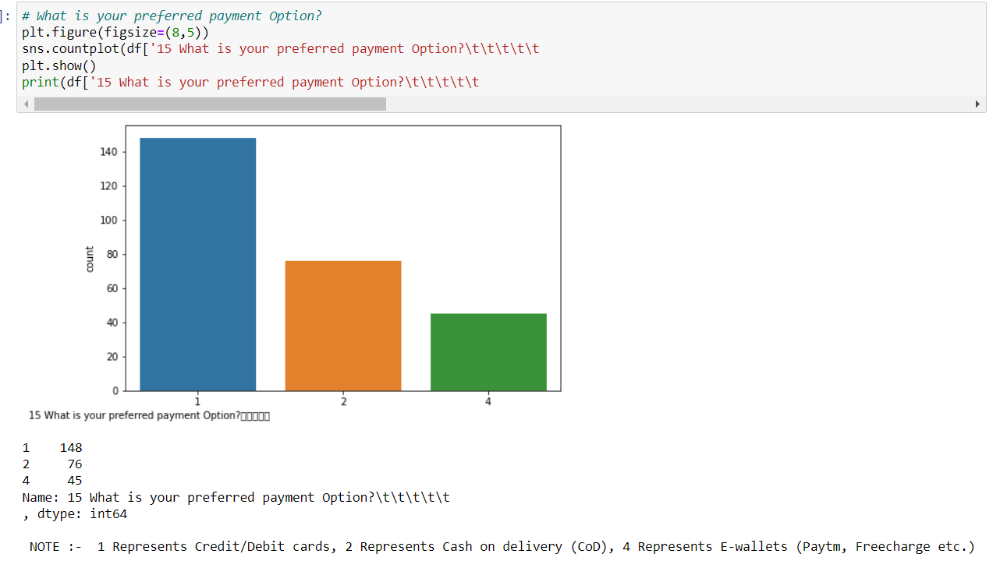 ]: # What is your preferred payment Option?
plt.figure(figsize=(8,5))
sns.countplot(df['15 What is your preferred payment Option?\t\t\t\t\t
plt.show()
print(df['15 What is your preferred payment Option?\t\t\t\t\t
140
120
100
80
60
40
20
0
count
1 2 4
15 What is your preferred payment Option?▯▯▯▯▯
1 148
2 76
4 45
Name: 15 What is your preferred payment Option?\t\t\t\t\t
, dtype: int64
NOTE :- 1 Represents Credit/Debit cards, 2 Represents Cash on delivery (CoD), 4 Represents E-wallets (Paytm, Freecharge etc.)